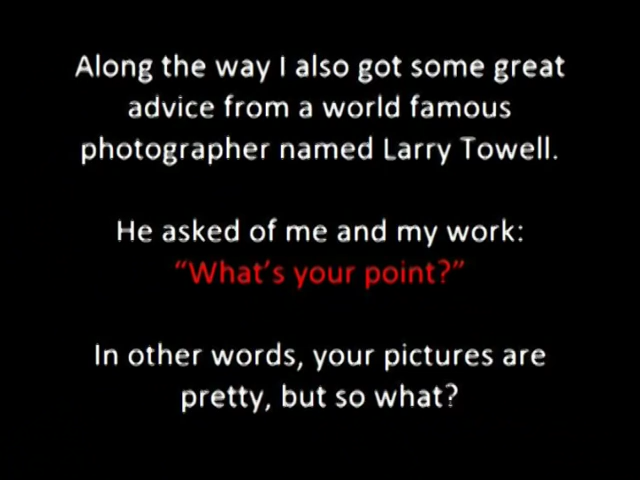 Along the way I also got some great
advice from a world famous
photographer named Larry Towell.
He asked of me and my work:
“What’s your point?”
In other words, your pictures are
pretty, but so what?